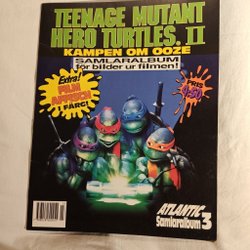 TEENAGE MUTANT
HERO TURTLES, II
KAMPEN OM OOZE
SAMLARALBUM
för bilder ur filmen!
Extra!
FILM
AFFISCH
I FÄRG!
PRIS
ATLANTIC
Samlaralbum 3